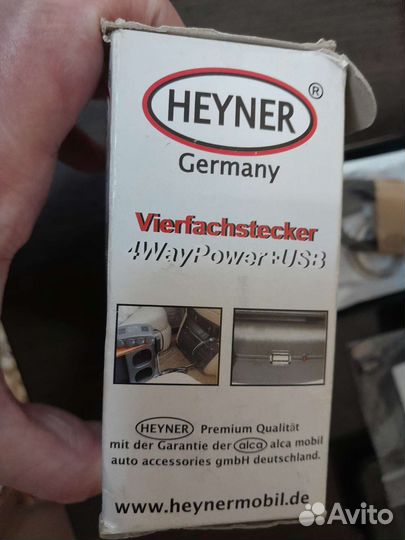 HEYNER ®
Germany
Vierfachstecker
4WayPower+USB
HEYNER Premium Qualität
mit der Garantie der alca alca mobil
auto accessories gmbH deutschland.
www.heynermobil.de
Avito